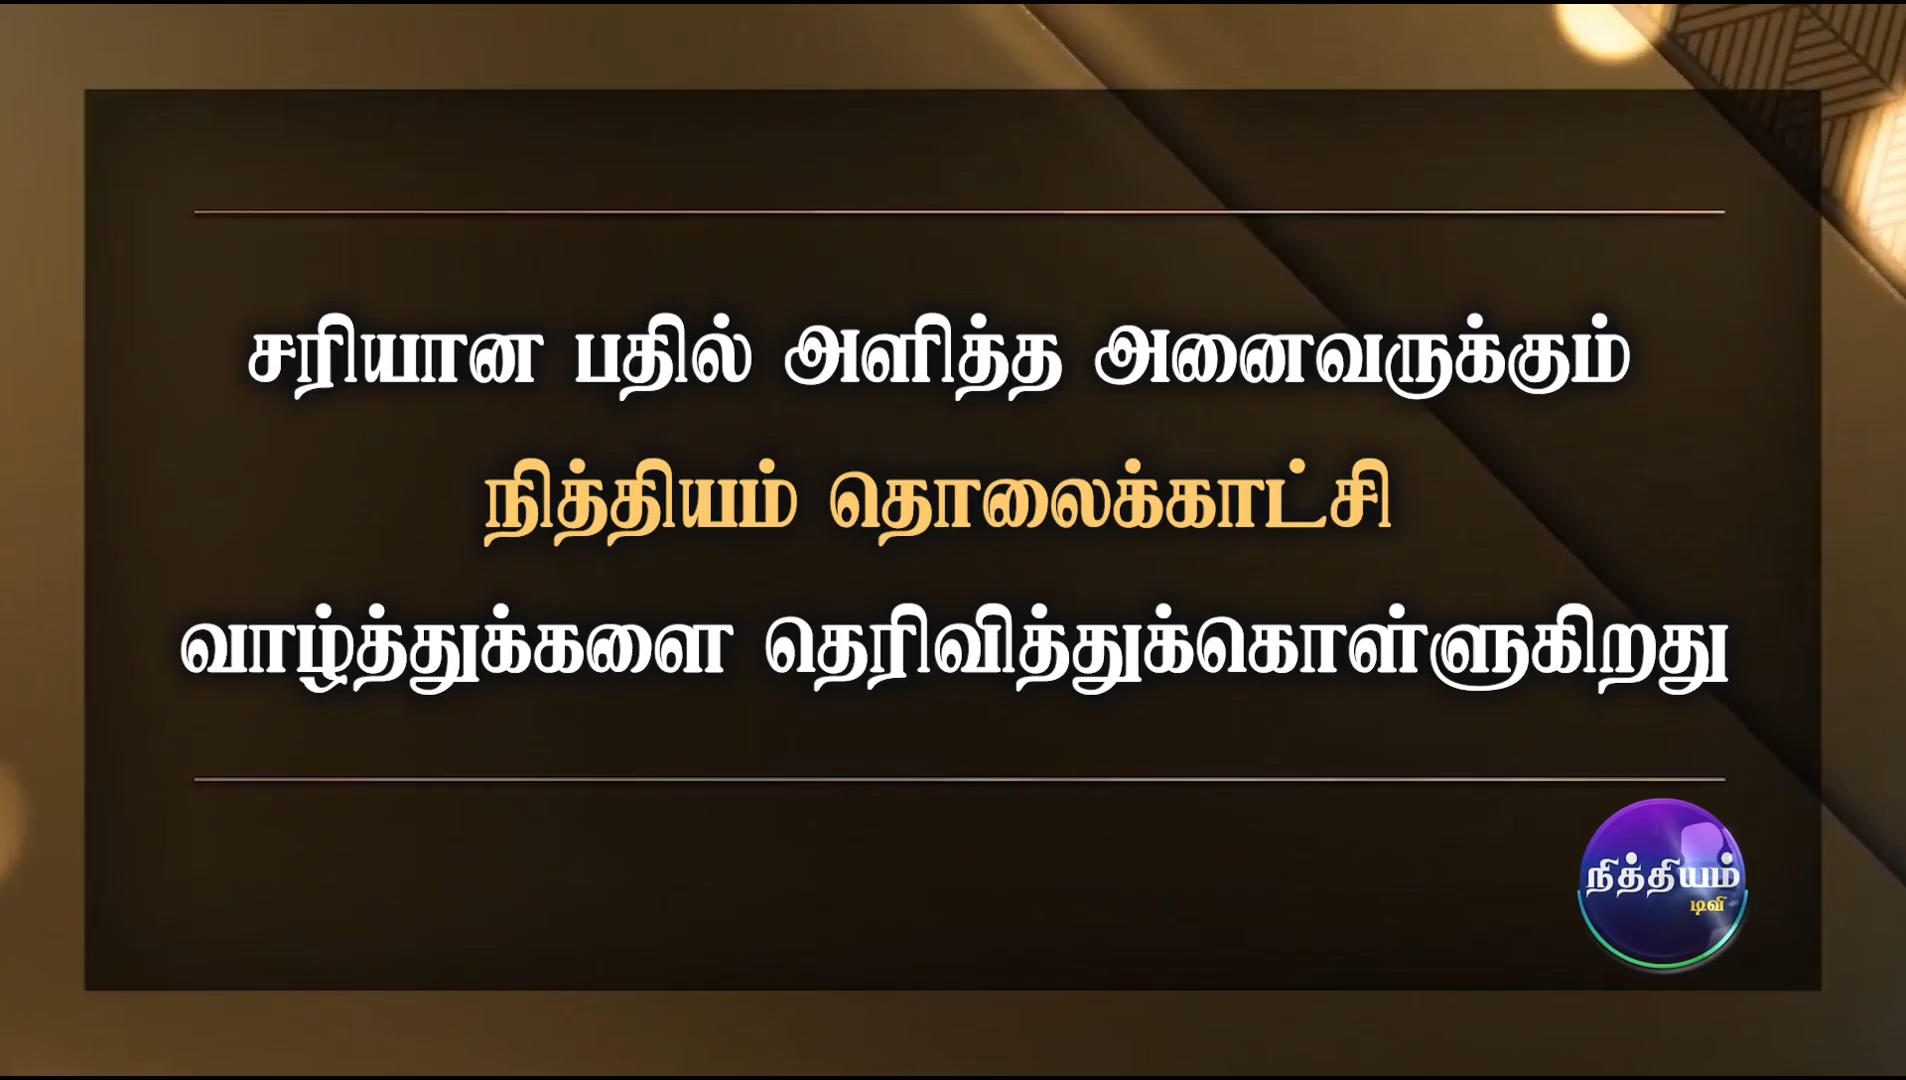 சரியான பதில் அளித்த அனைவருக்கும்
நித்தியம் தொலைக்காட்சி
வாழ்த்துக்களை தெரிவித்துக்கொள்ளுகிறது
நித்தியம்
டிவி